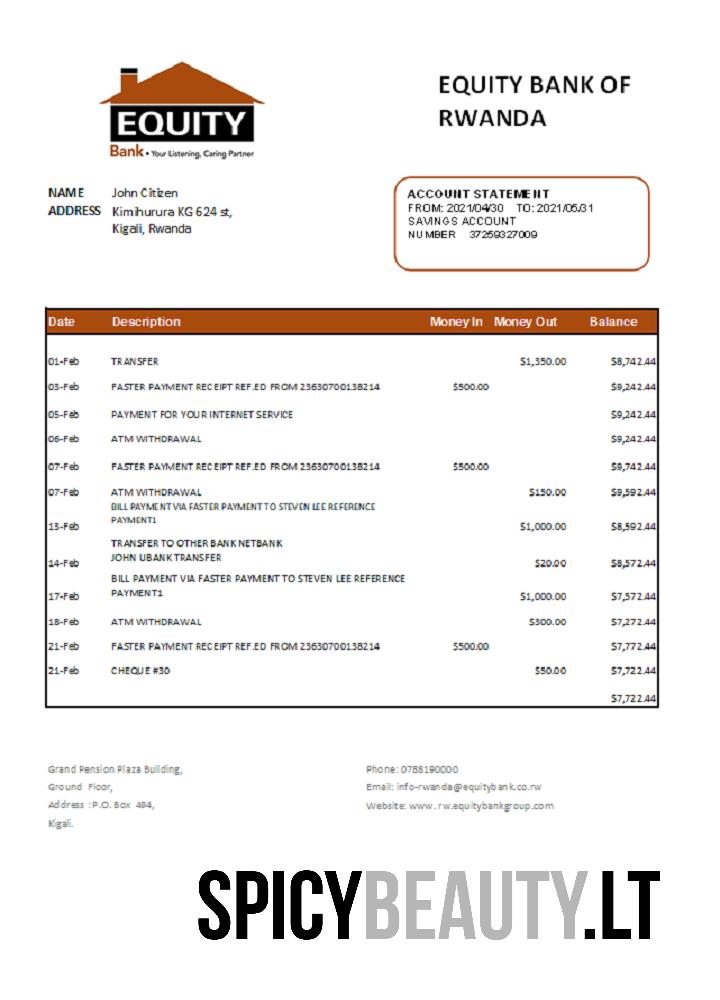 EQUITY BANK OF
RWANDA
EQUITY
Bank • Your Listening, Caring Partner
NAME John Citizen
ADDRESS Kimihurura KG 624 st,
Kigali, Rwanda
ACCOUNT STATEMENT
FROM: 2021/04/30 TO: 2021/05/31
SAVINGS ACCOUNT
NUMBER 37259327009
Date Description Money In Money Out Balance
01-Feb TRANSFER $1,350.00 $8,742.44
03-Feb FASTER PAYMENT RECEIPT REF.ED FROM 23630700138214 $500.00 $9,242.44
05-Feb PAYMENT FOR YOUR INTERNET SERVICE $9,242.44
06-Feb ATM WITHDRAWAL $9,242.44
07-Feb FASTER PAYMENT RECEIPT REF.ED FROM 23630700138214 $500.00 $9,742.44
07-Feb ATM WITHDRAWAL $150.00 $9,592.44
BILL PAYMENT VIA FASTER PAYMENT TO STEVEN LEE REFERENCE
PAYMENT1
13-Feb $1,000.00 $8,592.44
TRANSFER TO OTHER BANK NETBANK
JOHN UBANK TRANSFER
14-Feb $20.00 $8,572.44
BILL PAYMENT VIA FASTER PAYMENT TO STEVEN LEE REFERENCE
17-Feb PAYMENT1 $1,000.00 $7,572.44
18-Feb ATM WITHDRAWAL $300.00 $7,272.44
21-Feb FASTER PAYMENT RECEIPT REF.ED FROM 23630700138214 $500.00 $7,772.44
21-Feb CHEQUE #30 $50.00 $7,722.44
$7,722.44
Grand Pension Plaza Building,
Ground Floor,
Address : P.O. Box 494,
Kigali.
Phone: 0788190000
Email: info-rwanda@equitybank.co.rw
Website: www.rw.equitybankgroup.com
SPICYBEAUTY.LT